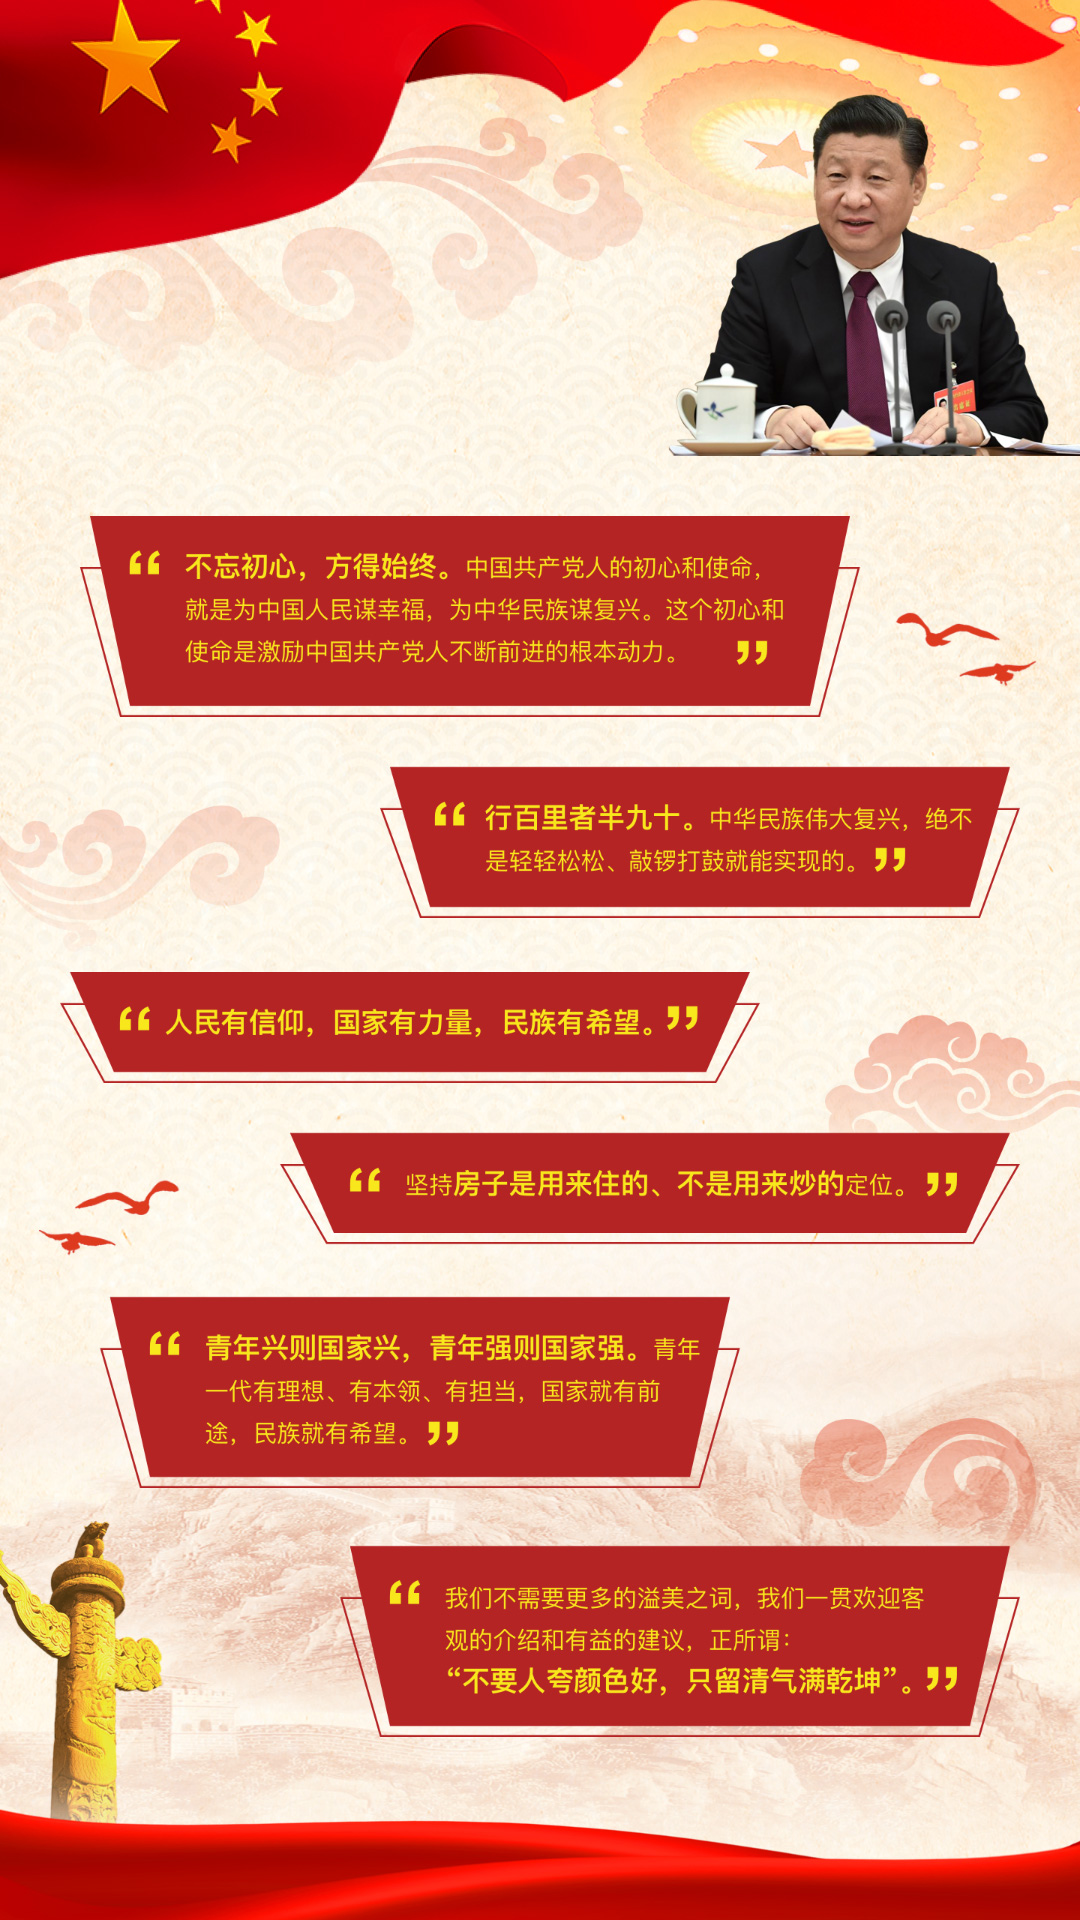 “ 不忘初心，方得始终。中国共产党人的初心和使命，
就是为中国人民谋幸福，为中华民族谋复兴。这个初心和
使命是激励中国共产党人不断前进的根本动力。 ”
“ 行百里者半九十。中华民族伟大复兴，绝不
是轻轻松松、敲锣打鼓就能实现的。 ”
“ 人民有信仰，国家有力量，民族有希望。 ”
“ 坚持房子是用来住的、不是用来炒的定位。 ”
“ 青年兴则国家兴，青年强则国家强。青年
一代有理想、有本领、有担当，国家就有前
途，民族就有希望。 ”
“ 我们不需要更多的溢美之词，我们一贯欢迎客
观的介绍和有益的建议，正所谓：
“不要人夸颜色好，只留清气满乾坤”。 ”